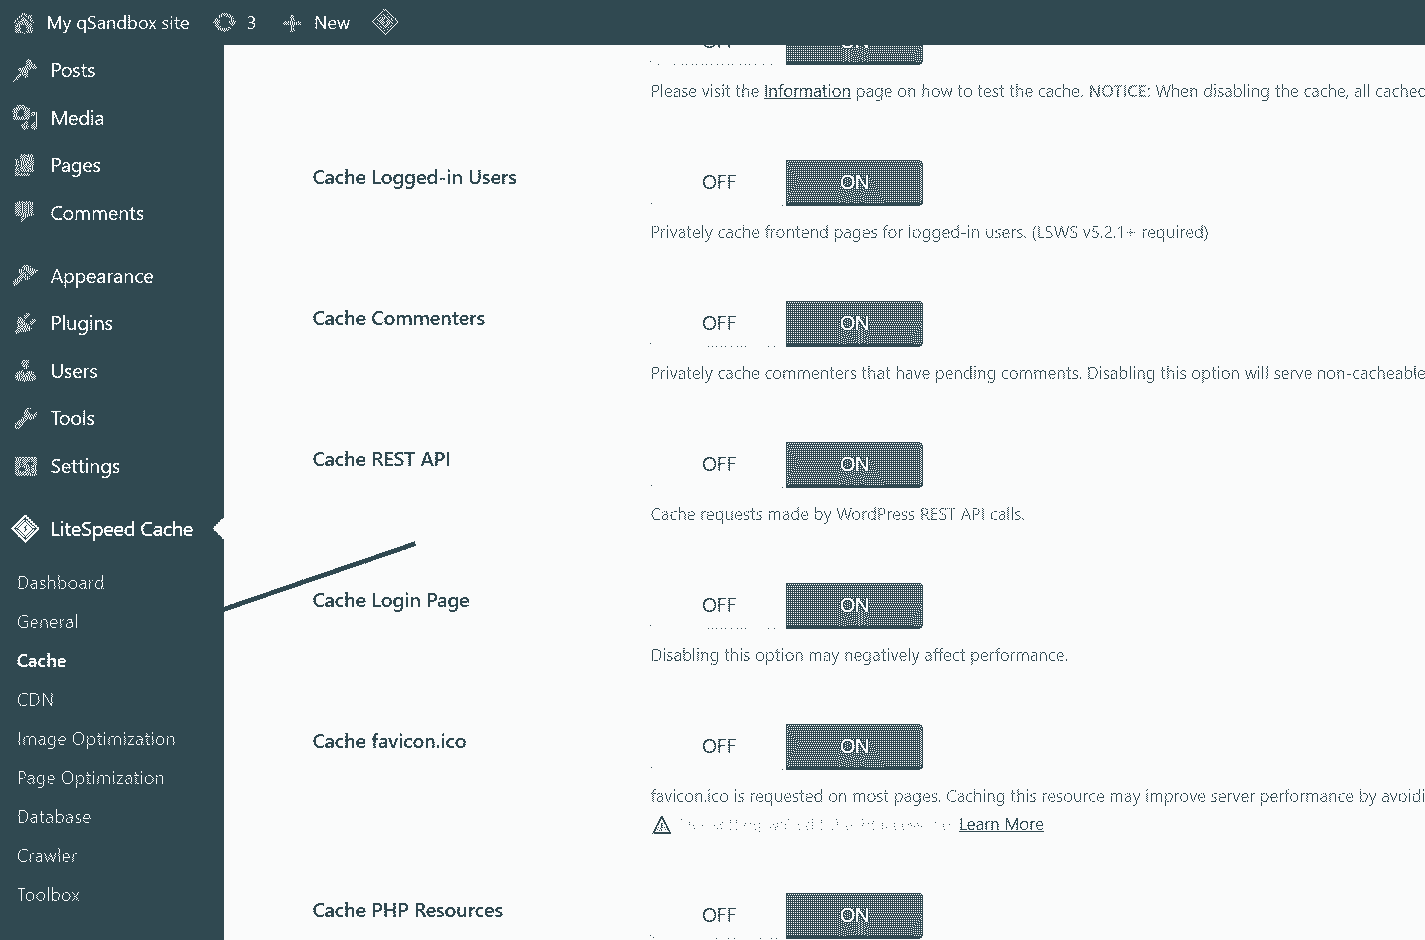 My qSandbox site 3 New
Posts
Media
Pages
Comments
Appearance
Plugins
Users
Tools
Settings
LiteSpeed Cache
Dashboard
General
Cache
CDN
Image Optimization
Page Optimization
Database
Crawler
Toolbox
OFF ON
Please visit the Information page on how to test the cache. NOTICE: When disabling the cache, all cached
Cache Logged-in Users OFF ON
Privately cache frontend pages for logged-in users. (LSWS v5.2.1+ required)
Cache Commenters OFF ON
Privately cache commenters that have pending comments. Disabling this option will serve non-cacheable
Cache REST API OFF ON
Cache requests made by WordPress REST API calls.
Cache Login Page OFF ON
Disabling this option may negatively affect performance.
Cache favicon.ico OFF ON
favicon.ico is requested on most pages. Caching this resource may improve server performance by avoidi
Learn More
Cache PHP Resources OFF ON